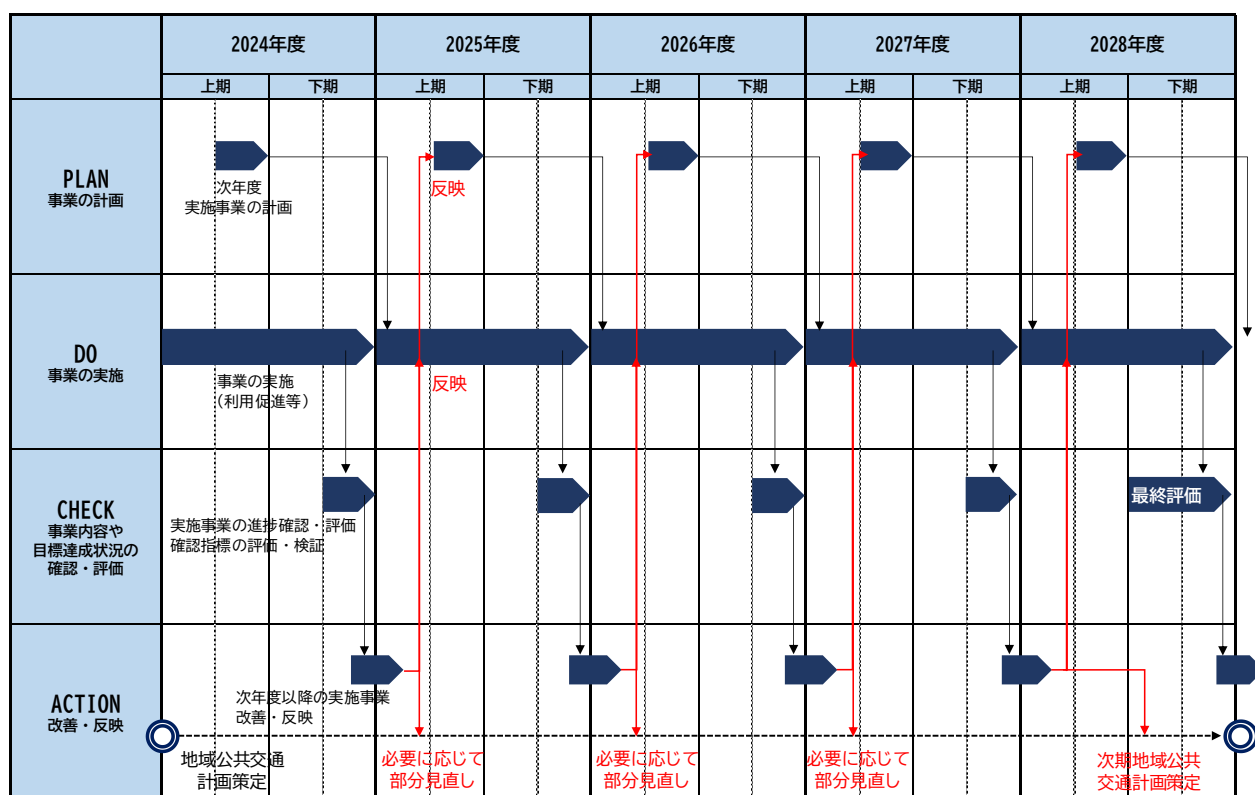 2024年度
2025年度
2026年度
2027年度
2028年度
上期
下期
上期
下期
上期
下期
上期
下期
上期
下期
PLAN
事業の計画
次年度
実施事業の計画
反映
DO
事業の実施
事業の実施
（利用促進等）
反映
CHECK
事業内容や
目標達成状況の
確認・評価
実施事業の進捗確認・評価
確認指標の評価・検証
最終評価
ACTION
改善・反映
次年度以降の実施事業
改善・反映
地域公共交通
計画策定
必要に応じて
部分見直し
必要に応じて
部分見直し
必要に応じて
部分見直し
次期地域公共
交通計画策定